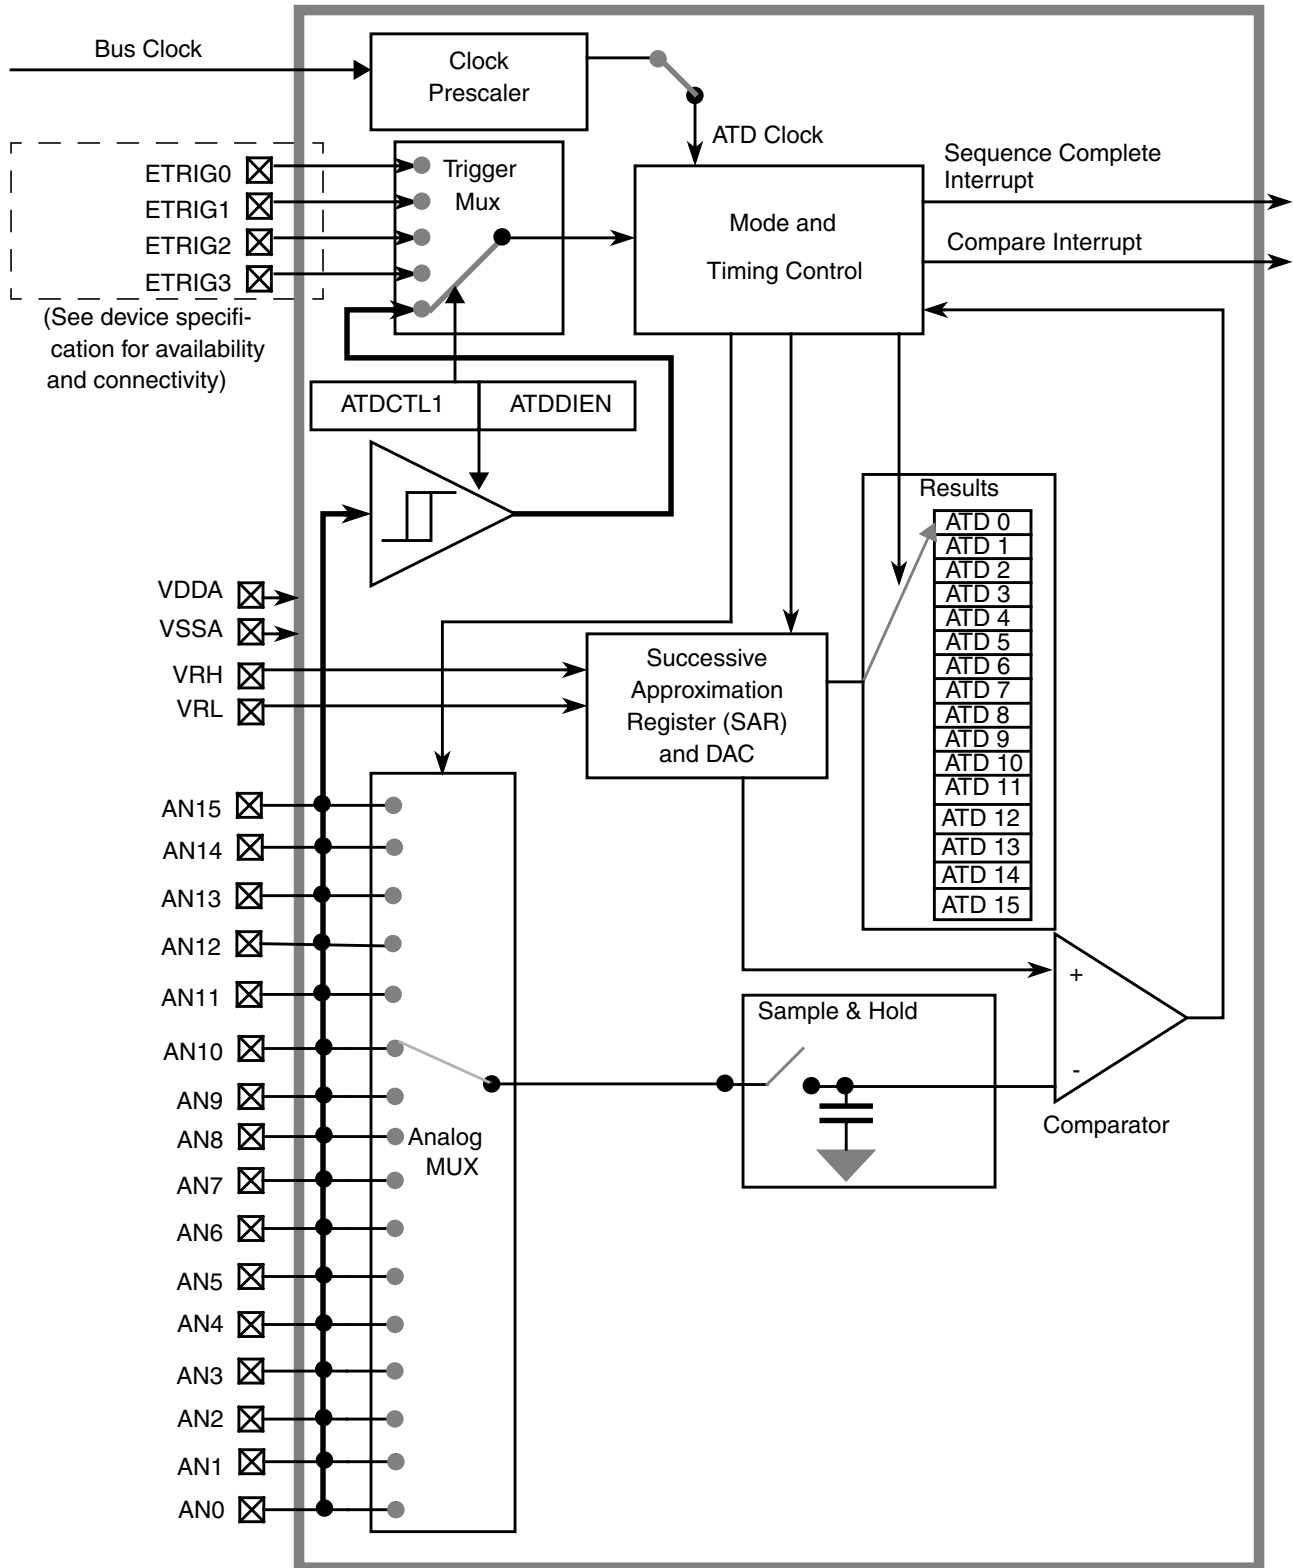 Bus Clock
Clock
Prescaler
ATD Clock
ETRIG0
ETRIG1
ETRIG2
ETRIG3
(See device specifi-
cation for availability
and connectivity)
Trigger
Mux
Mode and
Timing Control
Sequence Complete
Interrupt
Compare Interrupt
ATDCTL1
ATDDIEN
Results
ATD 0
ATD 1
ATD 2
ATD 3
ATD 4
ATD 5
ATD 6
ATD 7
ATD 8
ATD 9
ATD 10
ATD 11
ATD 12
ATD 13
ATD 14
ATD 15
VDDA
VSSA
VRH
VRL
Successive
Approximation
Register (SAR)
and DAC
AN15
AN14
AN13
AN12
AN11
AN10
AN9
AN8
AN7
AN6
AN5
AN4
AN3
AN2
AN1
AN0
Analog
MUX
Sample & Hold
+
-
Comparator